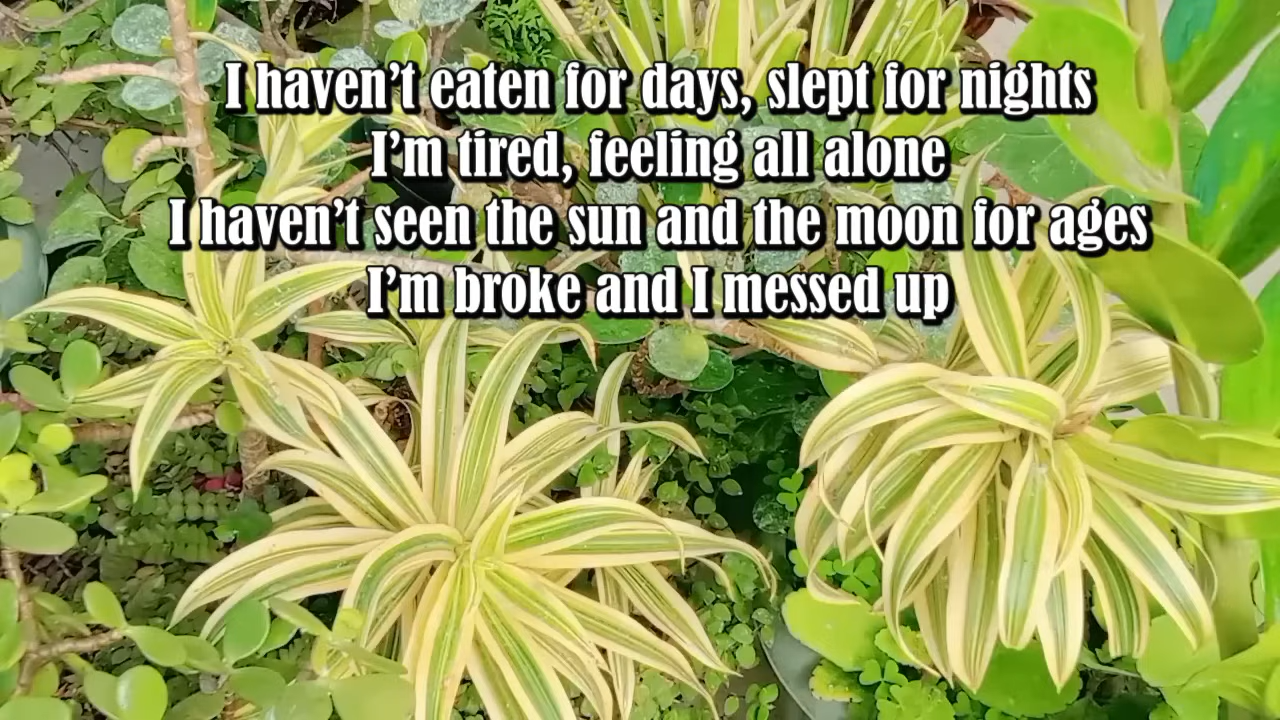 I haven’t eaten for days, slept for nights
I’m tired, feeling all alone
I haven’t seen the sun and the moon for ages
I’m broke and I messed up